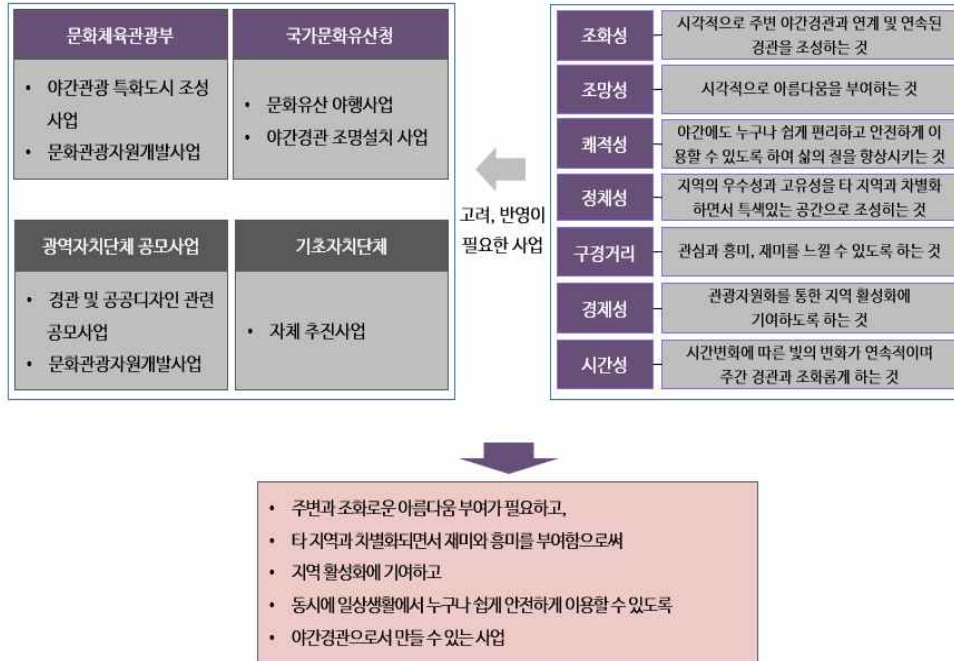 문화체육관광부
• 야간관광 특화도시 조성
사업
• 문화관광자원개발사업
국가문화유산청
• 문화유산 야행사업
• 야간경관 조명설치 사업
광역자치단체 공모사업
• 경관 및 공공디자인 관련
공모사업
• 문화관광자원개발사업
기초자치단체
• 자체 추진사업
고려, 반영이
필요한 사업
조화성
시각적으로 주변 야간경관과 연계 및 연속된
경관을 조성하는 것
조망성
시각적으로 아름다움을 부여하는 것
쾌적성
야간에도 누구나 쉽게 편리하고 안전하게 이
용할 수 있도록 하여 삶의 질을 향상시키는 것
정체성
지역의 우수성과 고유성을 타 지역과 차별화
하면서 특색있는 공간으로 조성히는 것
구경거리
관심과 흥미, 재미를 느낄 수 있도록 하는 것
경제성
관광자원화를 통한 지역 활성화에
기여하도록 하는 것
시간성
시간변화에 따른 빛의 변화가 연속적이며
주간 경관과 조화롭게 하는 것
• 주변과 조화로운 아름다움 부여가 필요하고,
• 타 지역과 차별화되면서 재미와 흥미를 부여함으로써
• 지역 활성화에 기여하고
• 동시에 일상생활에서 누구나 쉽게 안전하게 이용할 수 있도록
• 야간경관으로서 만들 수 있는 사업